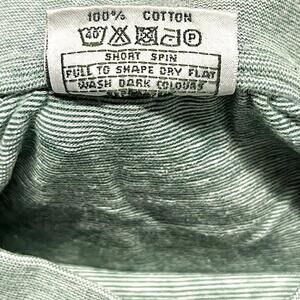 100% COTTON
P
SHORT SPIN
PULL TO SHAPE DRY FLAT
WASH DARK COLOURS